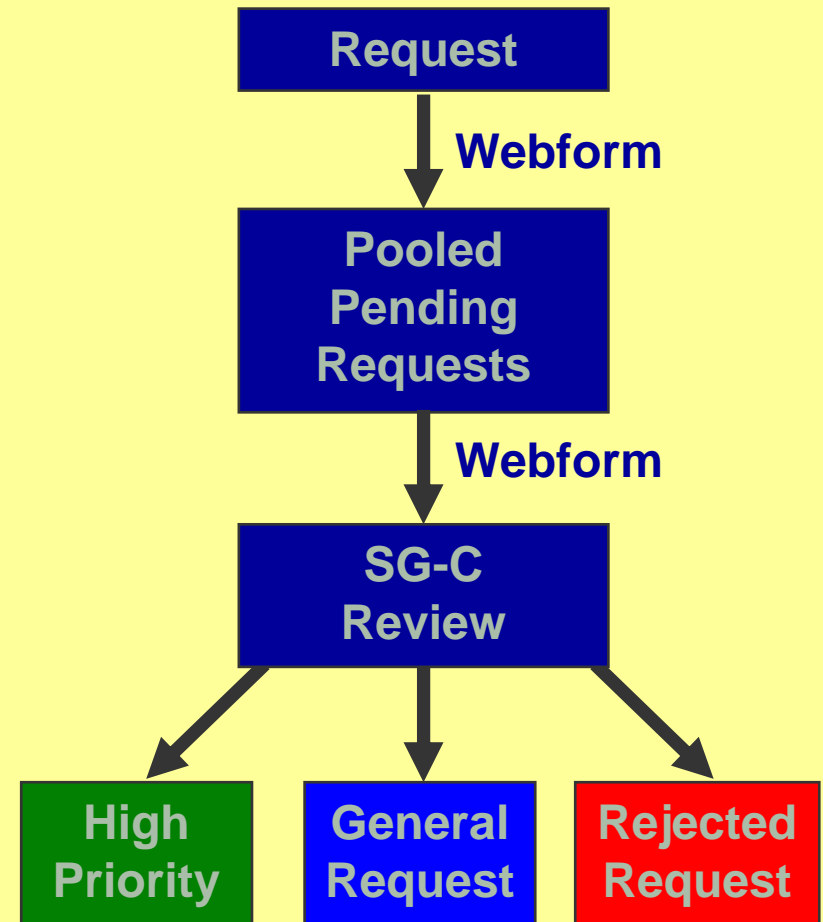 Request
Webform
Pooled
Pending
Requests
Webform
SG-C
Review
High
Priority
General
Request
Rejected
Request